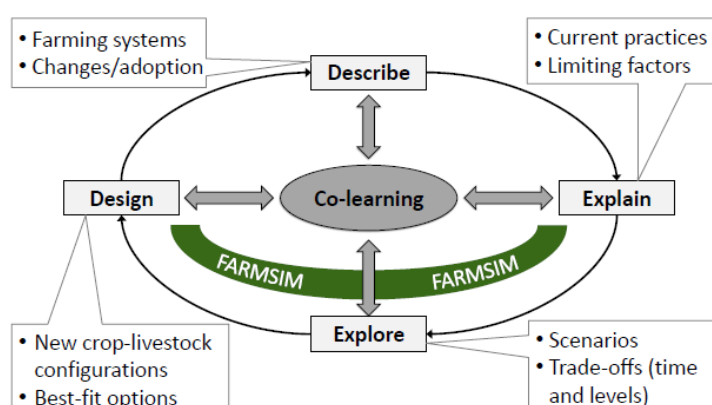 • Farming systems
• Changes/adoption
• Current practices
• Limiting factors
Describe
Design
Co-learning
Explain
FARMSIM
FARMSIM
Explore
• New crop-livestock
configurations
• Best-fit options
• Scenarios
• Trade-offs (time
and levels)